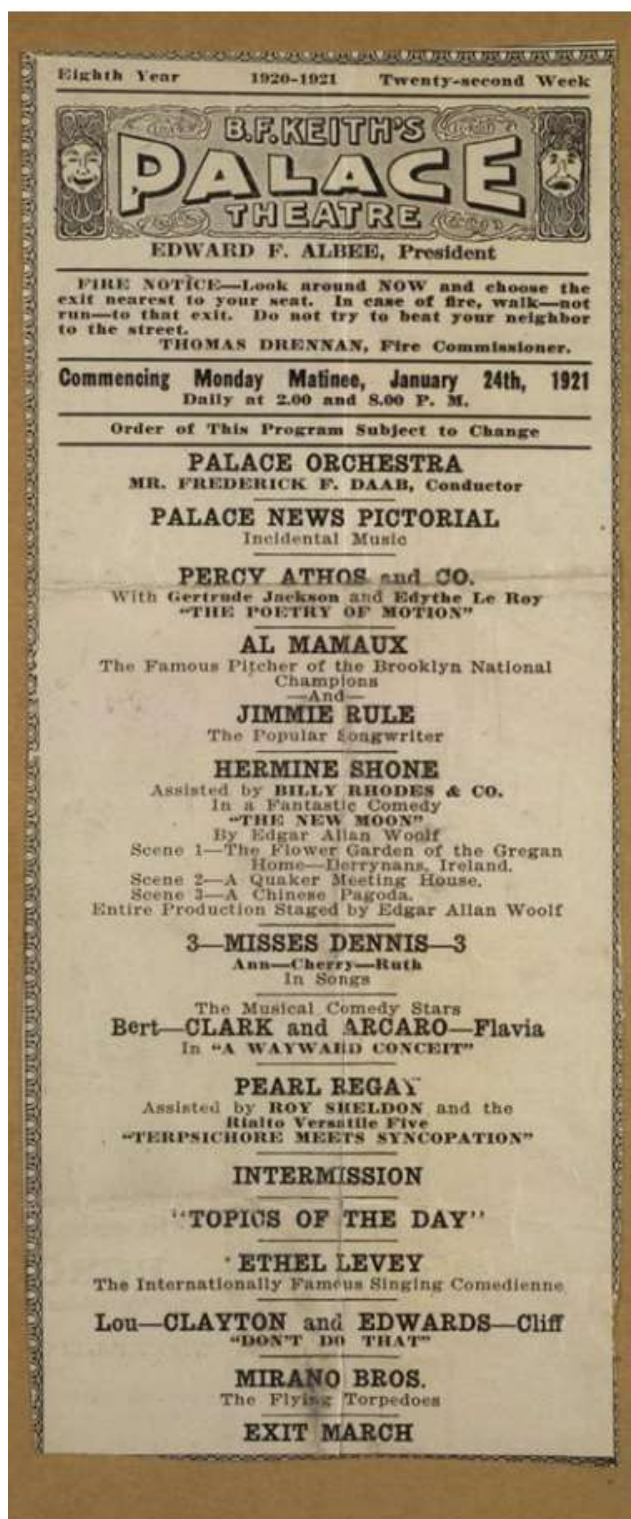 Eighth Year 1920-1921 Twenty-second Week
B.F. KEITH'S
PALACE
THEATRE
EDWARD F. ALBEE, President
FIRE NOTICE—Look around NOW and choose the
exit nearest to your seat. In case of fire, walk—not
run—to that exit. Do not try to beat your neighbor
to the street.
THOMAS DRENNAN, Fire Commissioner.
Commencing Monday Matinee, January 24th, 1921
Daily at 2.00 and 8.00 P. M.
Order of This Program Subject to Change
PALACE ORCHESTRA
MR. FREDERICK F. DAAB, Conductor
PALACE NEWS PICTORIAL
Incidental Music
PERCY ATHOS and CO.
With Gertrude Jackson and Edythe Le Roy
"THE POETRY OF MOTION"
AL MAMAUX
The Famous Pitcher of the Brooklyn National
Champions
—And—
JIMMIE RULE
The Popular Songwriter
HERMINE SHONE
Assisted by BILLY RHODES & CO.
In a Fantastic Comedy
"THE NEW MOON"
By Edgar Allan Woolf
Scene 1—The Flower Garden of the Gregan
Home—Derrynans, Ireland.
Scene 2—A Quaker Meeting House.
Scene 3—A Chinese Pagoda.
Entire Production Staged by Edgar Allan Woolf
3—MISSES DENNIS—3
Ann—Cherry—Ruth
In Songs
The Musical Comedy Stars
Bert—CLARK and ARCARO—Flavia
In "A WAYWARD CONCEIT"
PEARL REGAY
Assisted by ROY SHELDON and the
Rialto Versatile Five
"TERPSICHORE MEETS SYNCOPATION"
INTERMISSION
"TOPICS OF THE DAY"
ETHEL LEVEY
The Internationally Famous Singing Comedienne
Lou—CLAYTON and EDWARDS—Cliff
"DON'T DO THAT"
MIRANO BROS.
The Flying Torpedoes
EXIT MARCH